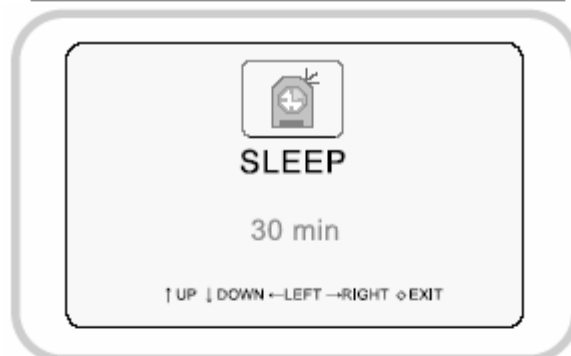 SLEEP
30 min
↑UP ↓DOWN ←LEFT →RIGHT ◇EXIT